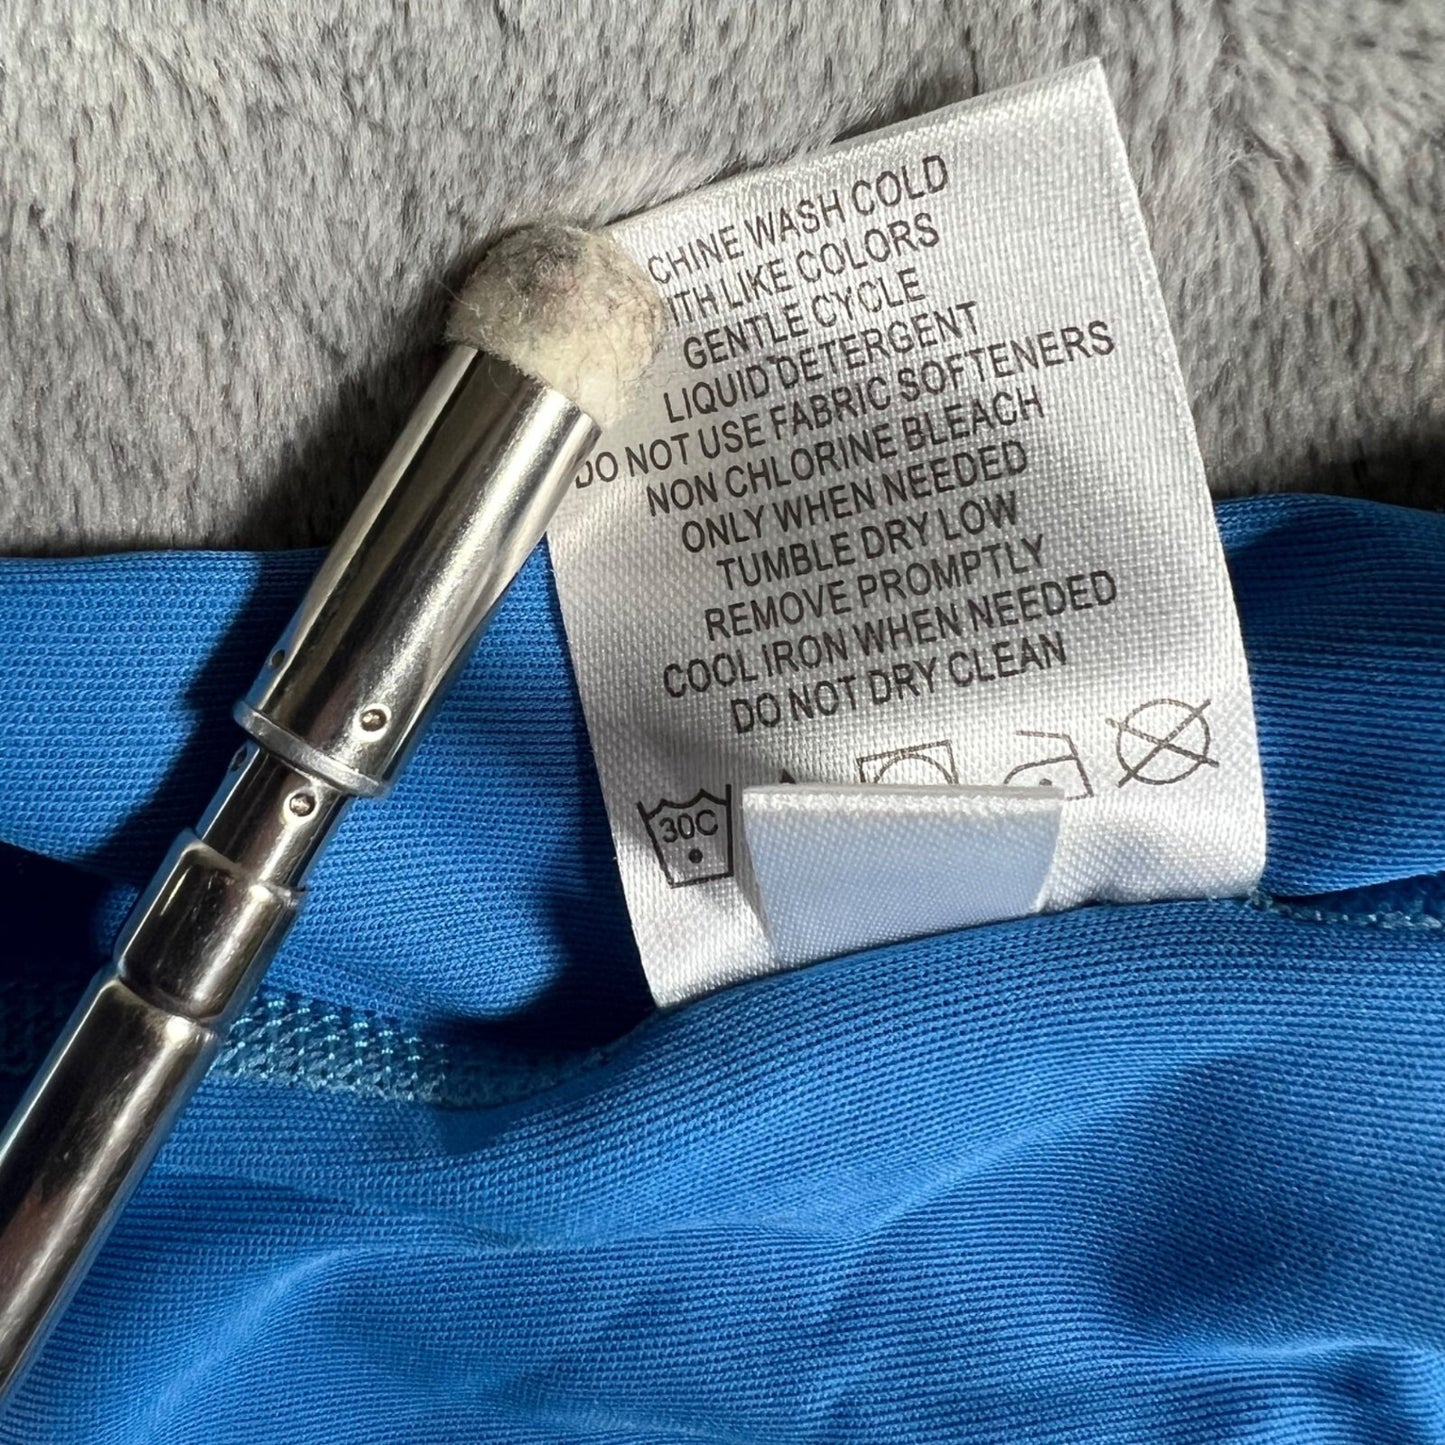 CHINE WASH COLD
ITH LIKE COLORS
GENTLE CYCLE
LIQUID DETERGENT
DO NOT USE FABRIC SOFTENERS
NON CHLORINE BLEACH
ONLY WHEN NEEDED
TUMBLE DRY LOW
REMOVE PROMPTLY
COOL IRON WHEN NEEDED
DO NOT DRY CLEAN
30C